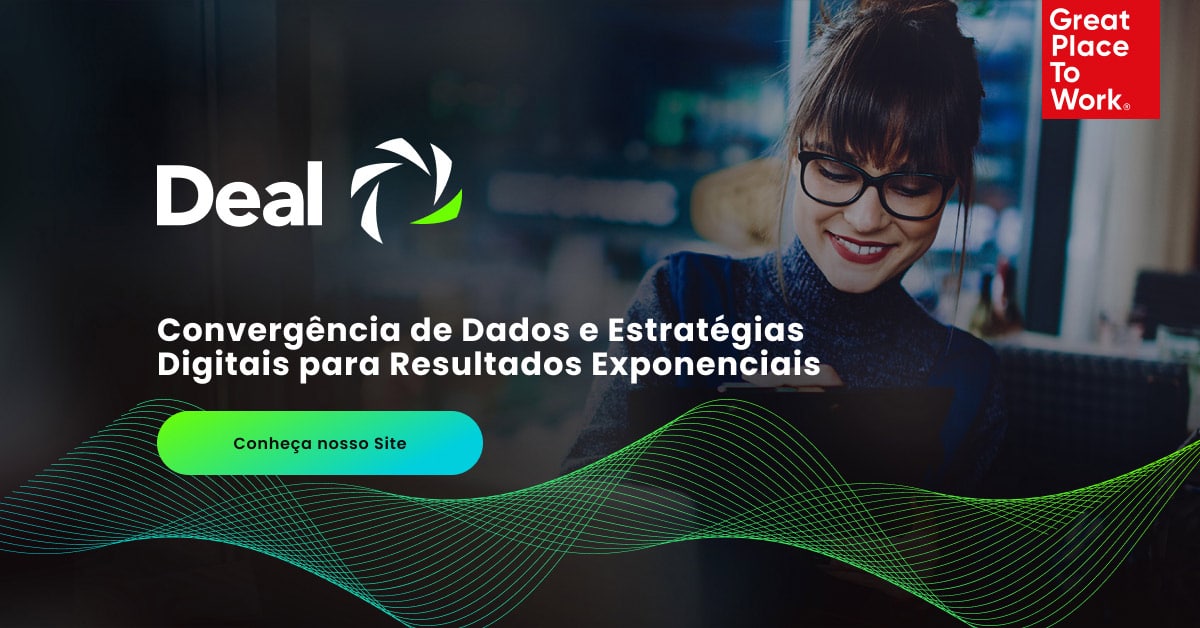 Great
Place
To
Work®
Deal
Convergência de Dados e Estratégias
Digitais para Resultados Exponenciais
Conheça nosso Site